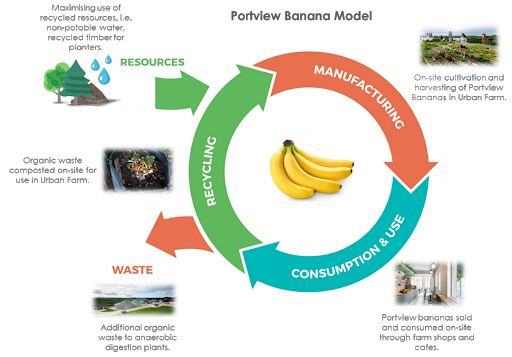 Portview Banana Model
Maximising use of
recycled resources, i.e.
non-potable water,
recycled timber for
planters.
RESOURCES
MANUFACTURING
On-site cultivation and
harvesting of Portview
Bananas in Urban Farm.
RECYCLING
Organic waste
composted on-site for
use in Urban Farm.
CONSUMPTION & USE
WASTE
Additional organic
waste to anaerobic
digestion plants.
Portview bananas sold
and consumed on-site
through farm shops and
cafes.